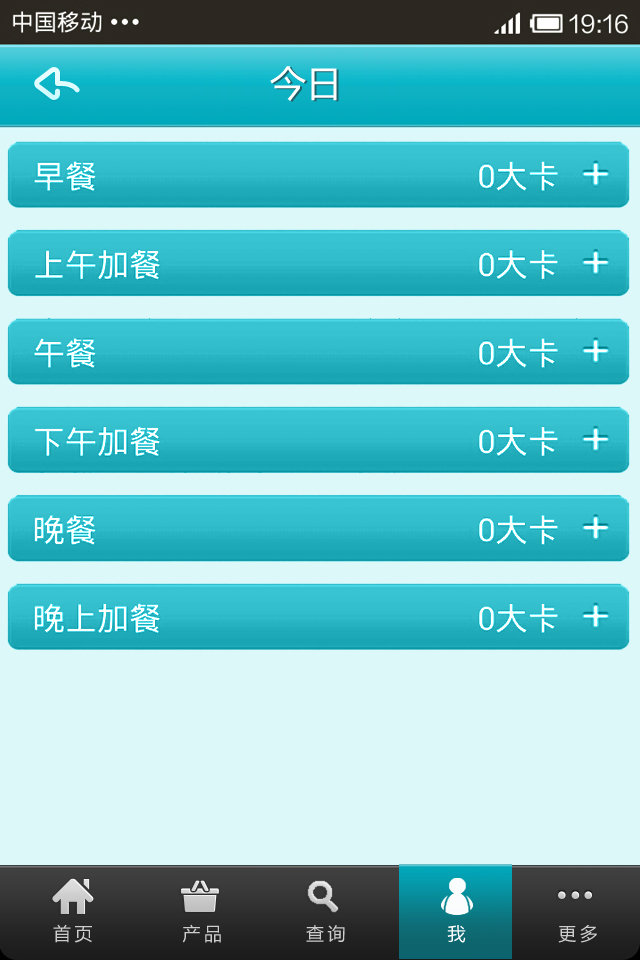 中国移动 ••• 19:16
今日
早餐 0大卡 +
上午加餐 0大卡 +
午餐 0大卡 +
下午加餐 0大卡 +
晚餐 0大卡 +
晚上加餐 0大卡 +
首页 产品 查询 我 更多